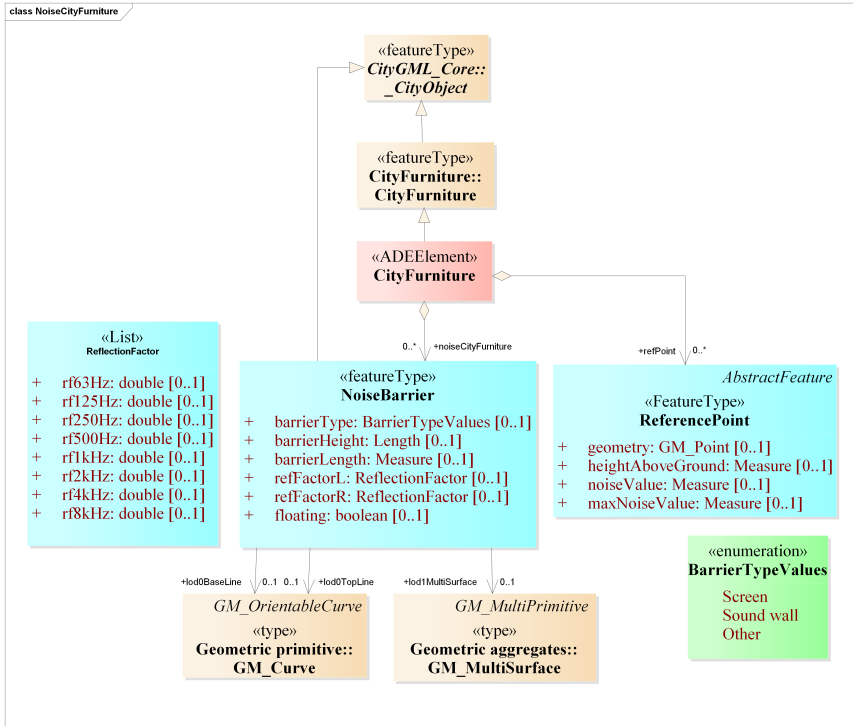 class NoiseCityFurniture
«featureType»
CityGML_Core::
_CityObject
«featureType»
CityFurniture::
CityFurniture
«ADEElement»
CityFurniture
0..*
+noiseCityFurniture
+refPoint
0..*
«List»
ReflectionFactor
+ rf63Hz: double [0..1]
+ rf125Hz: double [0..1]
+ rf250Hz: double [0..1]
+ rf500Hz: double [0..1]
+ rf1kHz: double [0..1]
+ rf2kHz: double [0..1]
+ rf4kHz: double [0..1]
+ rf8kHz: double [0..1]
«featureType»
NoiseBarrier
+ barrierType: BarrierTypeValues [0..1]
+ barrierHeight: Length [0..1]
+ barrierLength: Measure [0..1]
+ refFactorL: ReflectionFactor [0..1]
+ refFactorR: ReflectionFactor [0..1]
+ floating: boolean [0..1]
AbstractFeature
«FeatureType»
ReferencePoint
+ geometry: GM_Point [0..1]
+ heightAboveGround: Measure [0..1]
+ noiseValue: Measure [0..1]
+ maxNoiseValue: Measure [0..1]
«enumeration»
BarrierTypeValues
Screen
Sound wall
Other
+lod0BaseLine
0..1
0..1
+lod0TopLine
+lod1MultiSurface
0..1
GM_OrientableCurve
«type»
Geometric primitive::
GM_Curve
GM_MultiPrimitive
«type»
Geometric aggregates::
GM_MultiSurface